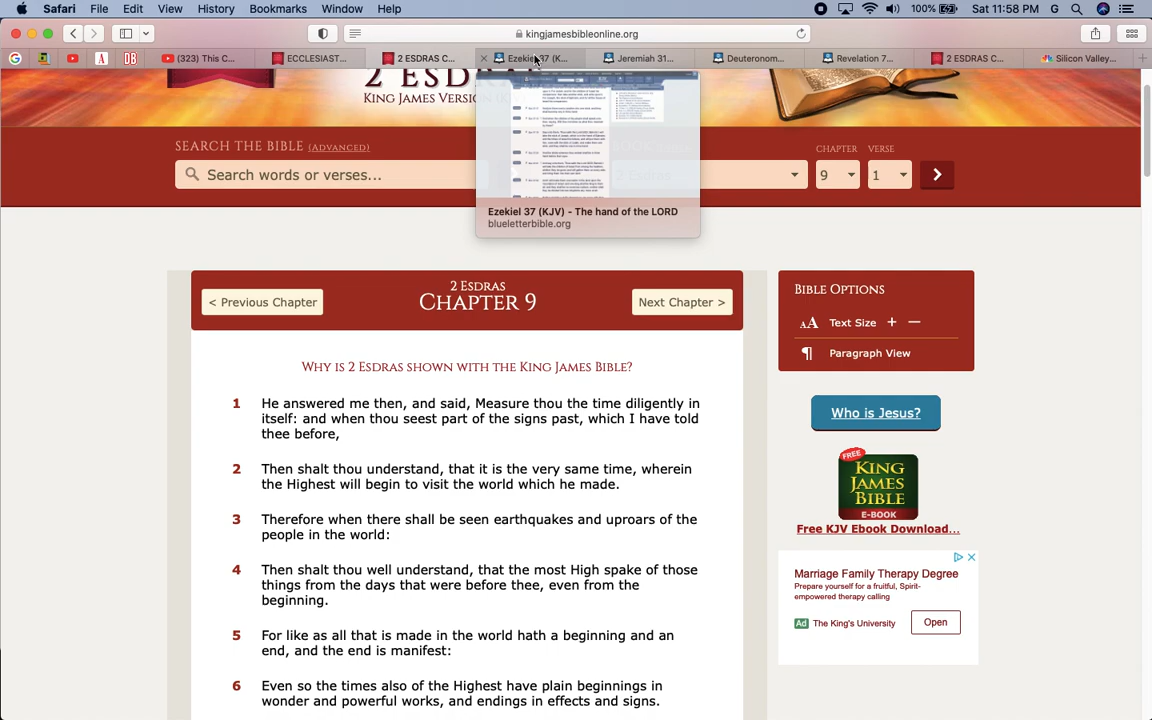 Safari File Edit View History Bookmarks Window Help 100% Sat 11:58 PM G
kingjamesbibleonline.org
G A DB (323) This C... ECCLESIAST... 2 ESDRAS C... Ezekiel 37 (K... Jeremiah 31... Deuteronom... Revelation 7... 2 ESDRAS C... Silicon Valley...
2 ESD
KING JAMES VERSION
SEARCH THE BIBLE (ADVANCED) CHAPTER VERSE
Search words or verses... 9 1
Ezekiel 37 (KJV) - The hand of the LORD
blueletterbible.org
2 ESDRAS
CHAPTER 9
< Previous Chapter
Next Chapter >
WHY IS 2 ESDRAS SHOWN WITH THE KING JAMES BIBLE?
1 He answered me then, and said, Measure thou the time diligently in
itself: and when thou seest part of the signs past, which I have told
thee before,
2 Then shalt thou understand, that it is the very same time, wherein
the Highest will begin to visit the world which he made.
3 Therefore when there shall be seen earthquakes and uproars of the
people in the world:
4 Then shalt thou well understand, that the most High spake of those
things from the days that were before thee, even from the
beginning.
5 For like as all that is made in the world hath a beginning and an
end, and the end is manifest:
6 Even so the times also of the Highest have plain beginnings in
wonder and powerful works, and endings in effects and signs.
BIBLE OPTIONS
AA Text Size + —
¶ Paragraph View
Who is Jesus?
FREE
KING
JAMES
BIBLE
E-BOOK
Free KJV Ebook Download...
Marriage Family Therapy Degree
Prepare yourself for a fruitful, Spirit-
empowered therapy calling
Ad The King's University Open